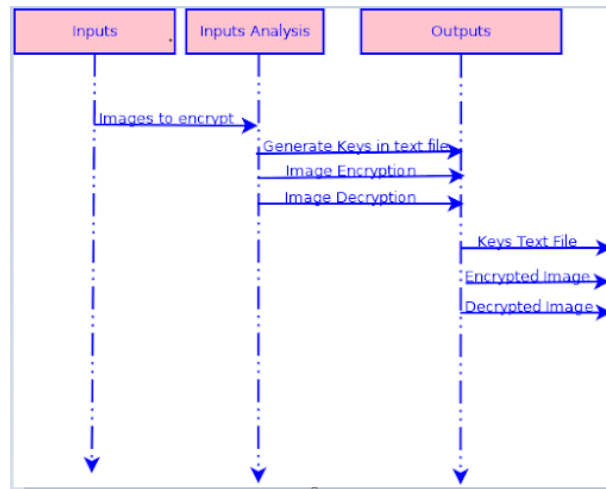 Inputs
Inputs Analysis
Outputs
Images to encrypt
Generate Keys in text file
Image Encryption
Image Decryption
Keys Text File
Encrypted Image
Decrypted Image